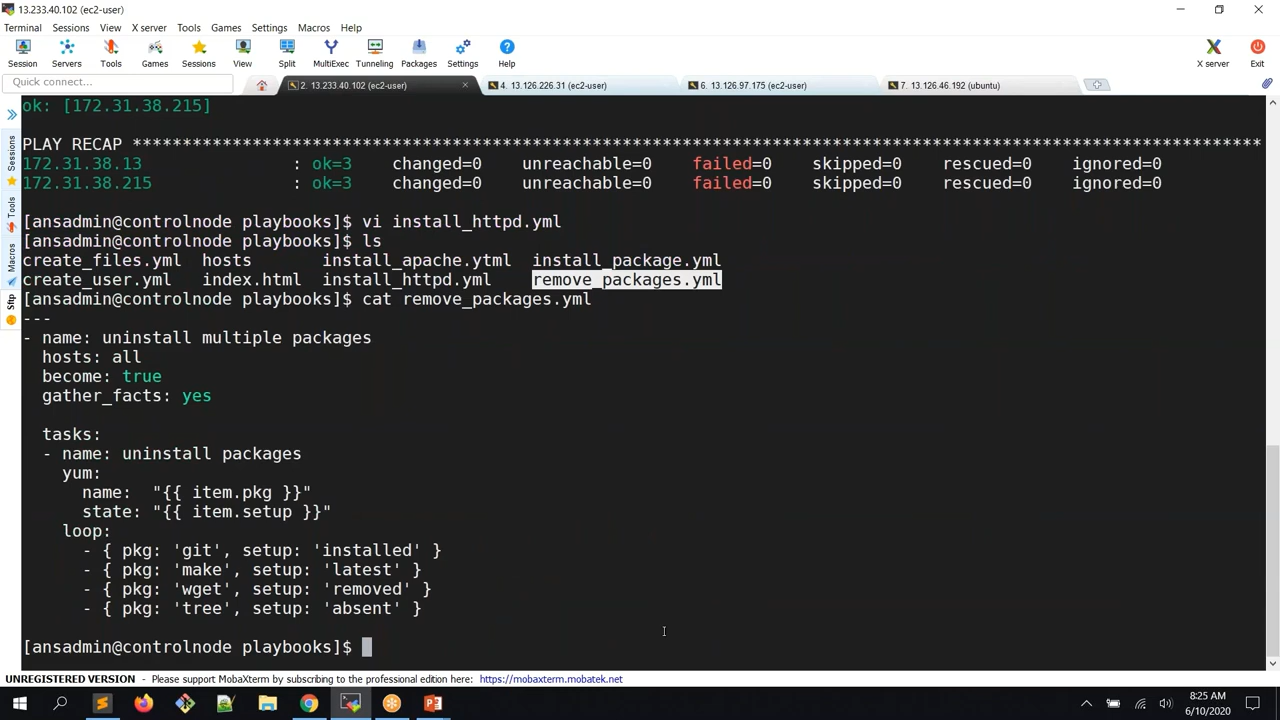 13.233.40.102 (ec2-user)
Terminal Sessions View X server Tools Games Settings Macros Help
Session Servers Tools Games Sessions View Split MultiExec Tunneling Packages Settings Help X server Exit
Quick connect...
2. 13.233.40.102 (ec2-user)
4. 13.126.226.31 (ec2-user)
6. 13.126.97.175 (ec2-user)
7. 13.126.46.192 (ubuntu)
Sessions
Tools
Macros
Sftp
ok: [172.31.38.215]
PLAY RECAP *****************************************************************************************************************
172.31.38.13 : ok=3 changed=0 unreachable=0 failed=0 skipped=0 rescued=0 ignored=0
172.31.38.215 : ok=3 changed=0 unreachable=0 failed=0 skipped=0 rescued=0 ignored=0
[ansadmin@controlnode playbooks]$ vi install_httpd.yml
[ansadmin@controlnode playbooks]$ ls
create_files.yml hosts install_apache.ytml install_package.yml
create_user.yml index.html install_httpd.yml remove_packages.yml
[ansadmin@controlnode playbooks]$ cat remove_packages.yml
---
- name: uninstall multiple packages
hosts: all
become: true
gather_facts: yes
tasks:
- name: uninstall packages
yum:
name: "{{ item.pkg }}"
state: "{{ item.setup }}"
loop:
- { pkg: 'git', setup: 'installed' }
- { pkg: 'make', setup: 'latest' }
- { pkg: 'wget', setup: 'removed' }
- { pkg: 'tree', setup: 'absent' }
[ansadmin@controlnode playbooks]$
UNREGISTERED VERSION - Please support MobaXterm by subscribing to the professional edition here: https://mobaxterm.mobatek.net
8:25 AM
6/10/2020